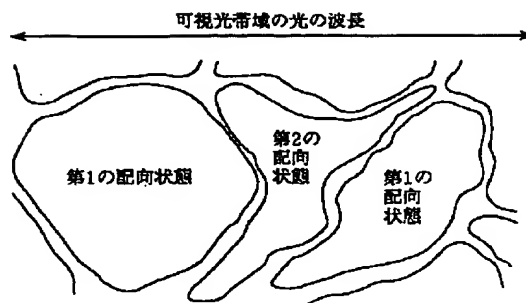 可視光帯域の光の波長
第1の配向状態
第2の
配向
状態
第1の
配向
状態